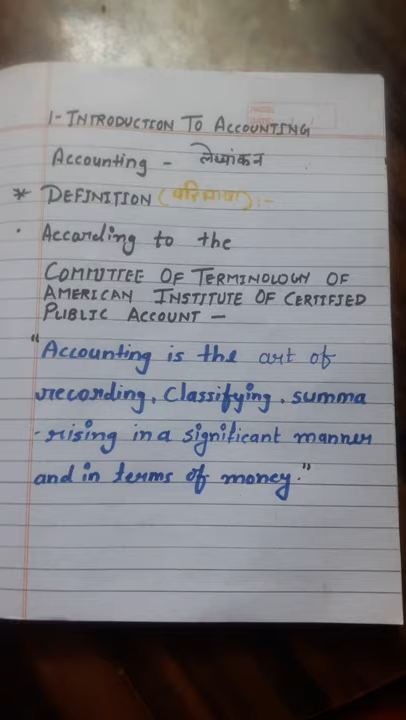 1- INTRODUCTION TO ACCOUNTING
Accounting - लेखांकन
* DEFINITION (परिभाषा) :-
· According to the
COMMITTEE OF TERMINOLOGY OF
AMERICAN INSTITUTE OF CERTIFIED
PUBLIC ACCOUNT —
"Accounting is the art of
recording, Classifying, summa
-rising in a significant manner
and in terms of money."